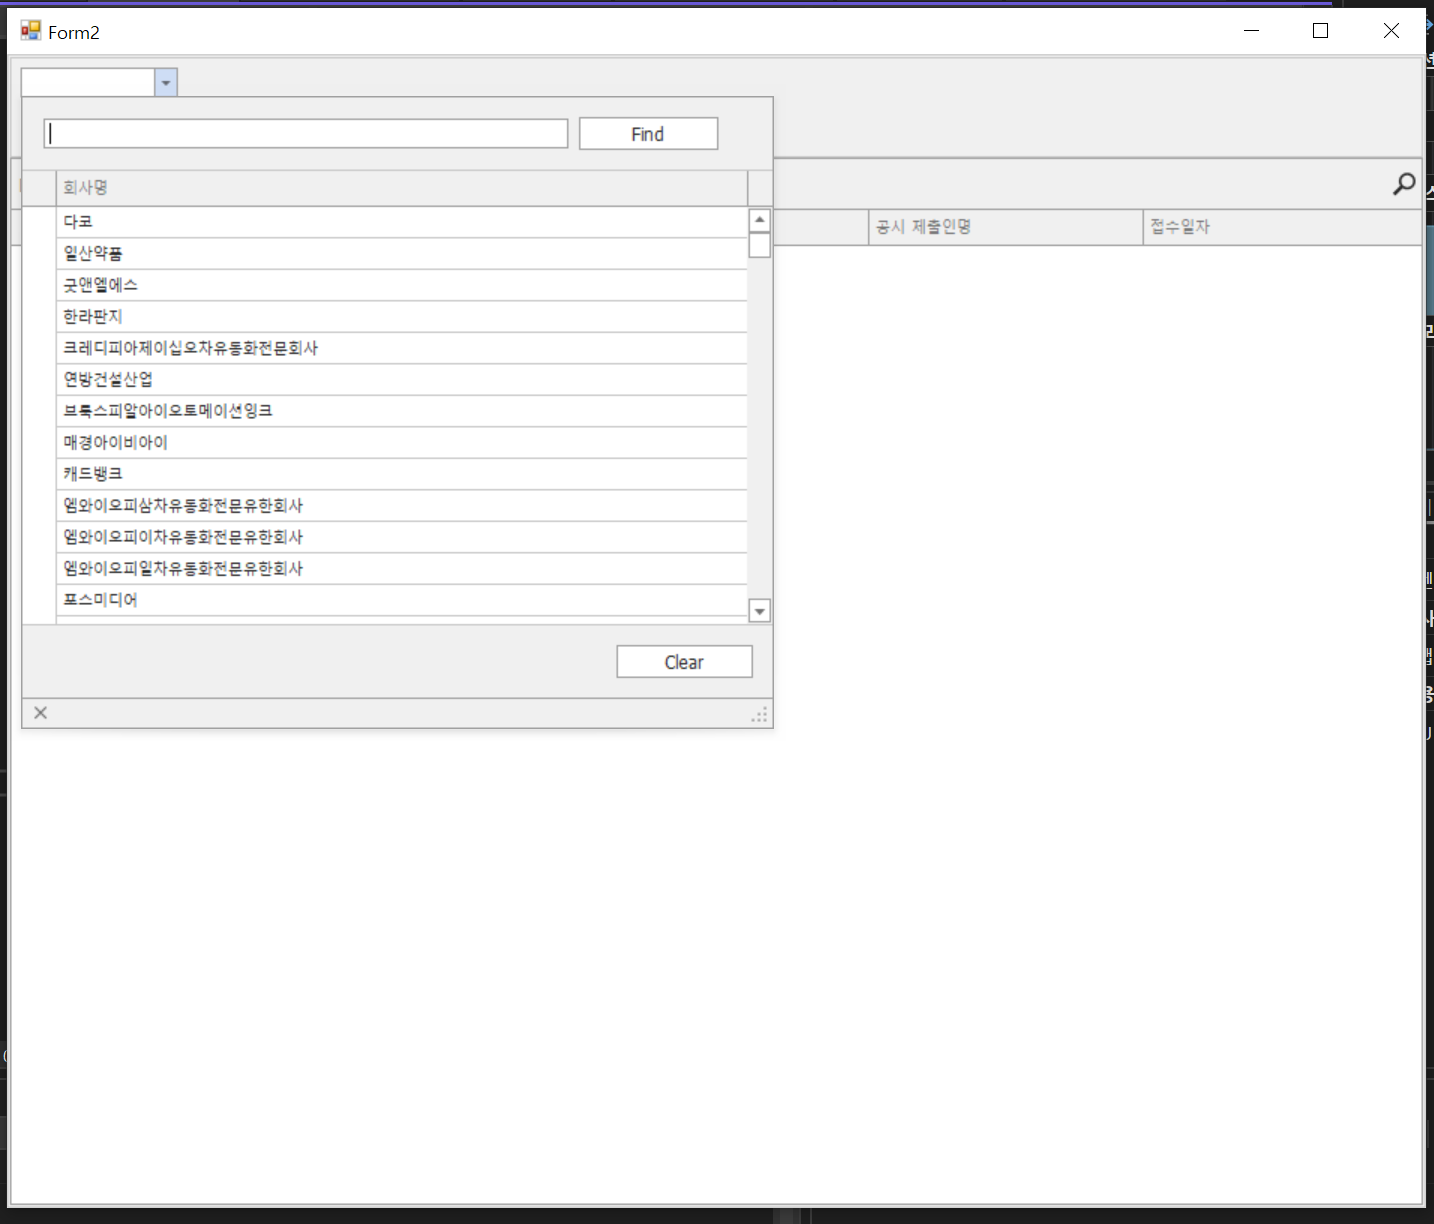 Form2
Find
회사명
공시 제출인명
접수일자
다코
일산약품
굿앤엘에스
한라판지
크레디피아제이십오차유동화전문회사
연방건설산업
브룩스피알아이오토메이션잉크
매경아이비아이
캐드뱅크
엠와이오피삼차유동화전문유한회사
엠와이오피이차유동화전문유한회사
엠와이오피일차유동화전문유한회사
포스미디어
Clear